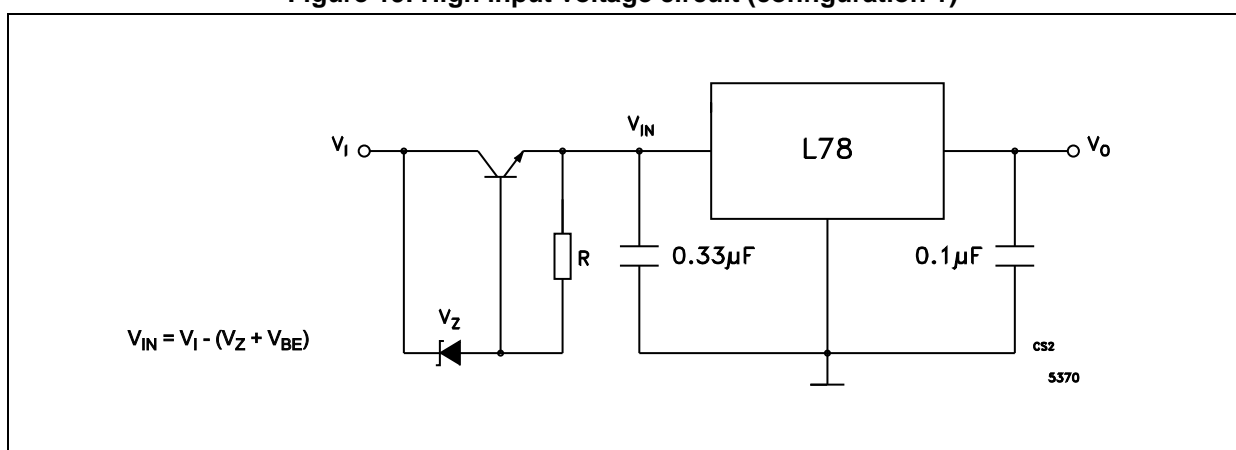 Figure 18. High input voltage circuit (configuration 1)
V_I
V_IN
L78
V_O
R
0.33µF
0.1µF
V_Z
V_IN = V_I - (V_Z + V_BE)
CS2
5370